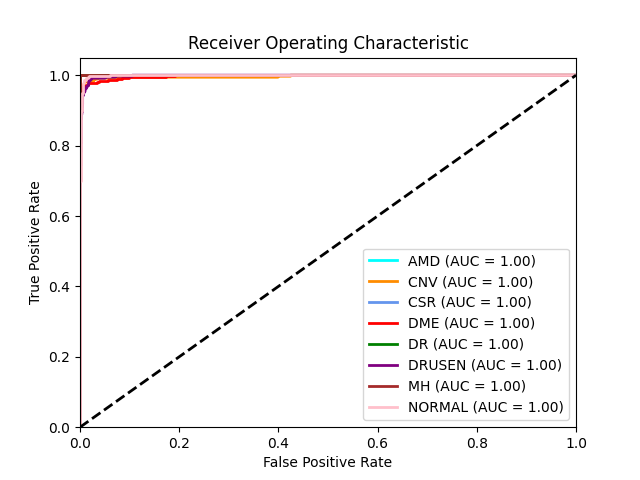 Receiver Operating Characteristic
True Positive Rate
1.0
0.8
0.6
0.4
0.2
0.0
AMD (AUC = 1.00)
CNV (AUC = 1.00)
CSR (AUC = 1.00)
DME (AUC = 1.00)
DR (AUC = 1.00)
DRUSEN (AUC = 1.00)
MH (AUC = 1.00)
NORMAL (AUC = 1.00)
0.0 0.2 0.4 0.6 0.8 1.0
False Positive Rate